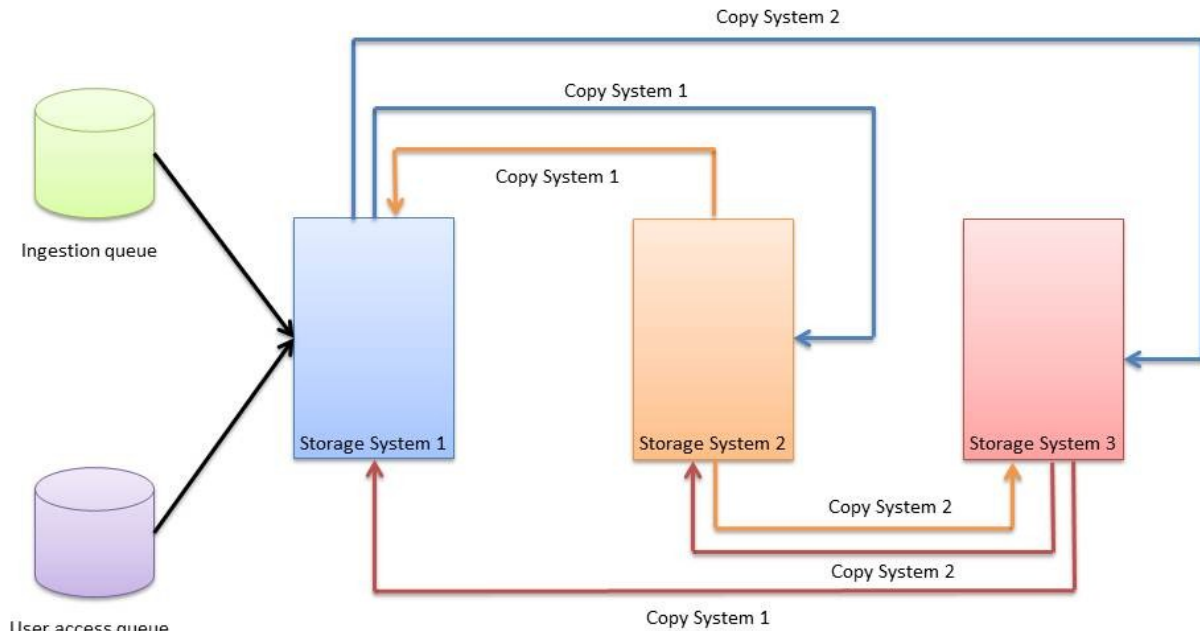 Copy System 2
Copy System 1
Copy System 1
Ingestion queue
Storage System 1
Storage System 2
Storage System 3
Copy System 2
Copy System 2
Copy System 1
User access queue